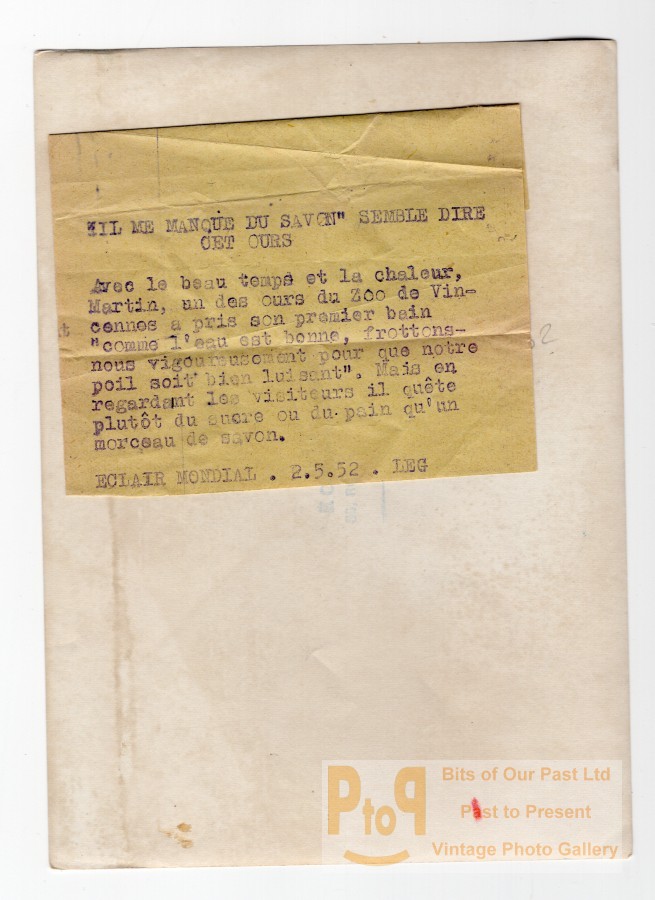 "IL ME MANQUE DU SAVON" SEMBLE DIRE
CET OURS
Avec le beau temps et la chaleur,
Martin, un des ours du Zoo de Vin-
cennes a pris son premier bain
"comme l'eau est bonne, frottons-
nous vigoureusement pour que notre
poil soit bien luisant". Mais en
regardant les visiteurs il quête
plutôt du sucre ou du pain qu'un
morceau de savon.
ECLAIR MONDIAL . 2.5.52 . LEG
PtoP
Bits of Our Past Ltd
Past to Present
Vintage Photo Gallery